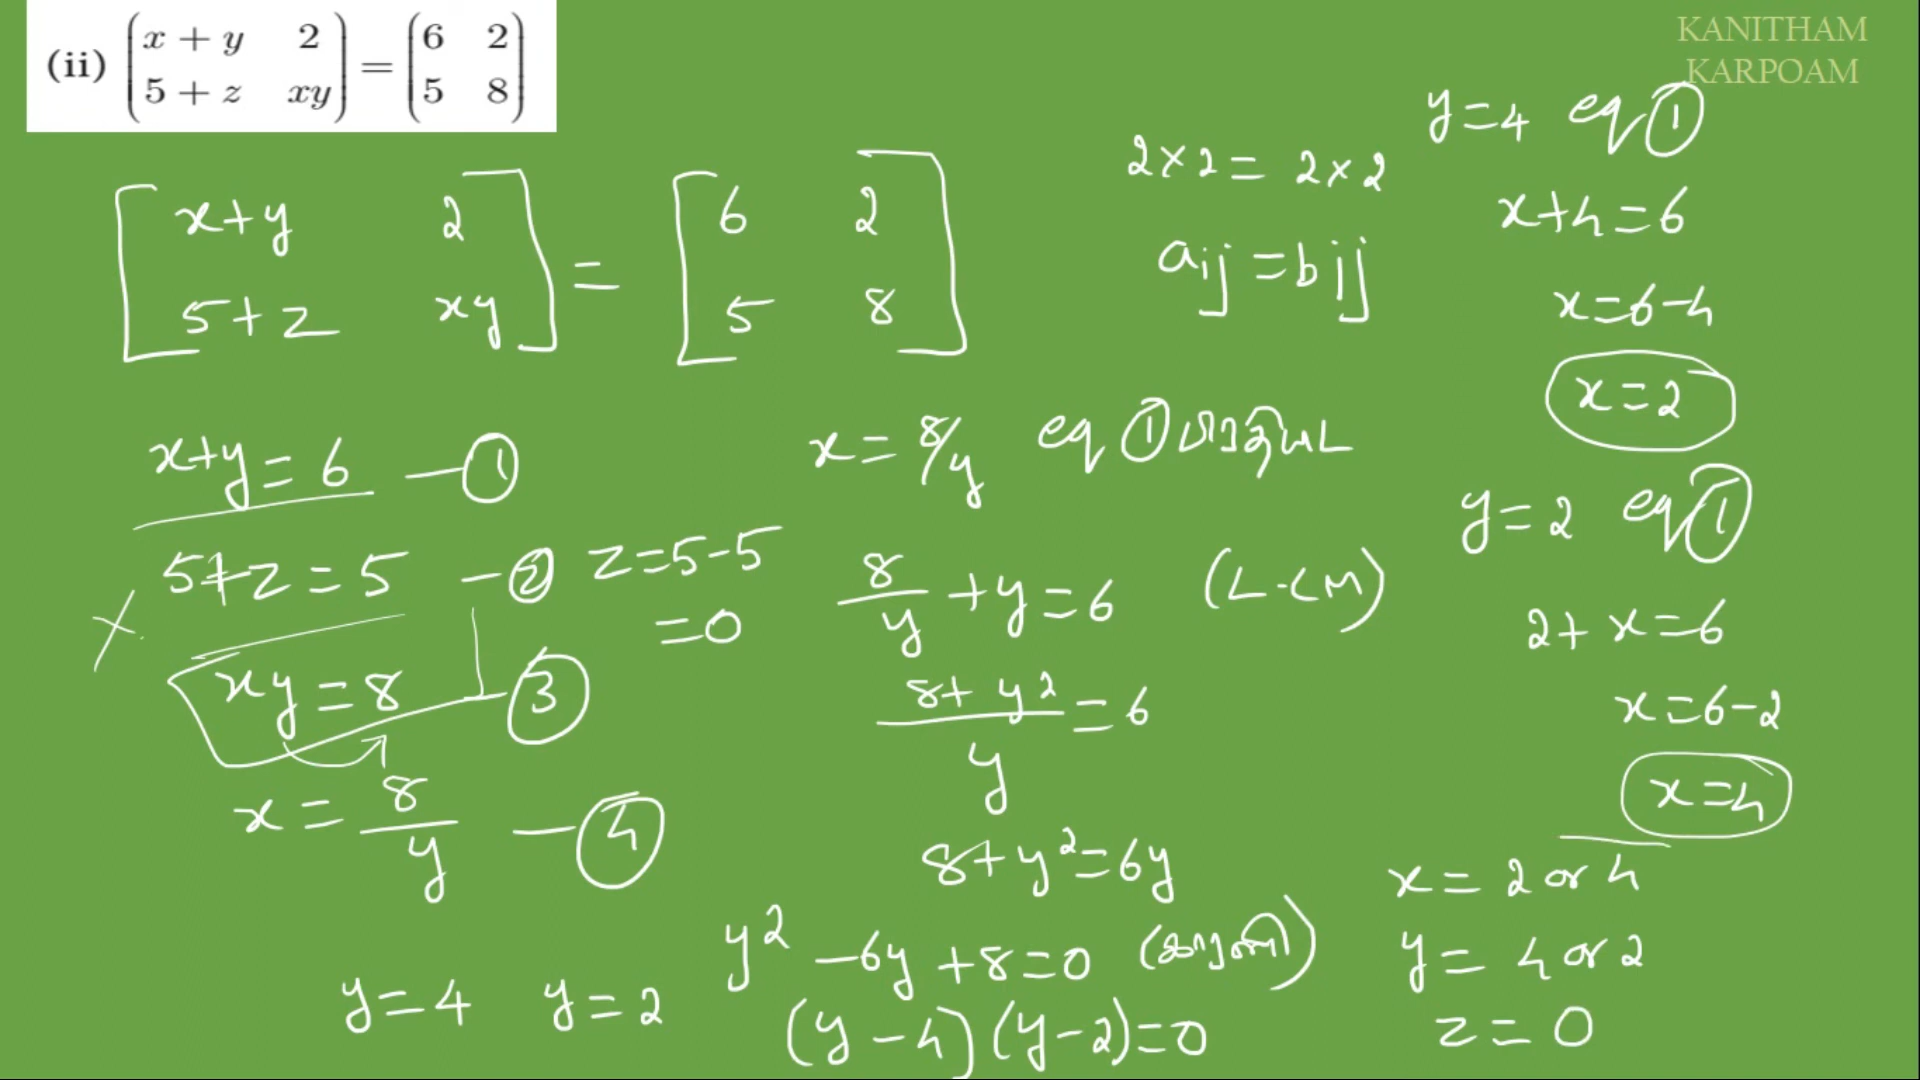 (ii) (x + y 2) = (6 2)
(5 + z xy) (5 8)
KANITHAM
KARPOAM
[x+y 2] = [6 2]
[5+z xy] [5 8]
2×2 = 2×2
aij = bij
x+y = 6 — ①
5+z = 5 — ② z = 5-5
= 0
xy = 8 — ③
x = 8/y — ④
x = 8/y eq ①
8/y + y = 6 (L.CM)
(8+y²)/y = 6
8+y² = 6y
y² - 6y + 8 = 0
(y - 4)(y - 2) = 0
y = 4 y = 2
y = 4 eq ①
x+4 = 6
x = 6-4
x = 2
y = 2 eq ①
2+x = 6
x = 6-2
x = 4
x = 2 or 4
y = 4 or 2
z = 0